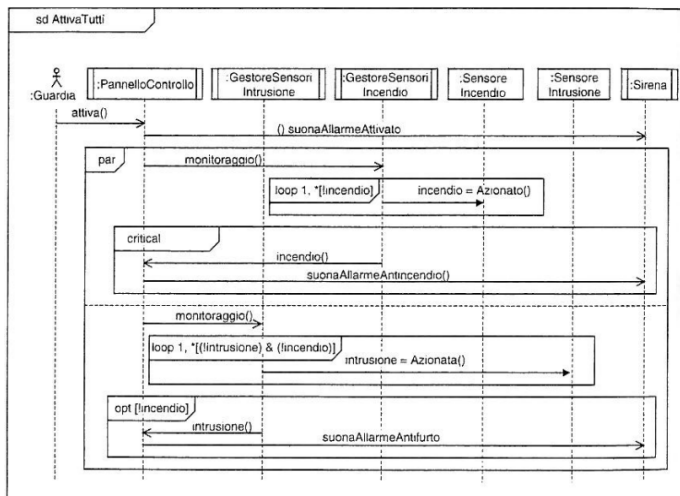 sd AttivaTutti
:Guardia
:PannelloControllo
:GestoreSensori
Intrusione
:GestoreSensori
Incendio
:Sensore
Incendio
:Sensore
Intrusione
:Sirena
attiva()
() suonaAllarmeAttivato
par
monitoraggio()
loop 1, *[!incendio]
incendio = Azionato()
critical
incendio()
suonaAllarmeAntincendio()
monitoraggio()
loop 1, *[(!intrusione) & (!incendio)]
intrusione = Azionata()
opt [!incendio]
intrusione()
suonaAllarmeAntifurto